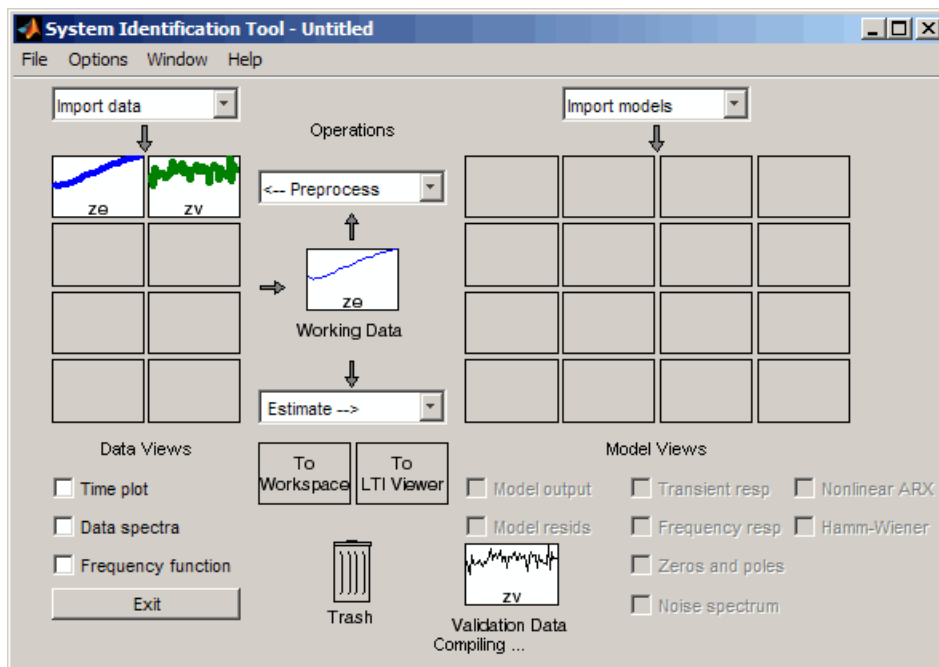 System Identification Tool - Untitled
File Options Window Help
Import data
Import models
Operations
ze
zv
<-- Preprocess
ze
Working Data
Estimate -->
Data Views
To
Workspace
To
LTI Viewer
Model Views
Time plot
Data spectra
Frequency function
Exit
Trash
Model output
Transient resp
Nonlinear ARX
Model resids
Frequency resp
Hamm-Wiener
Zeros and poles
Noise spectrum
zv
Validation Data
Compiling ...